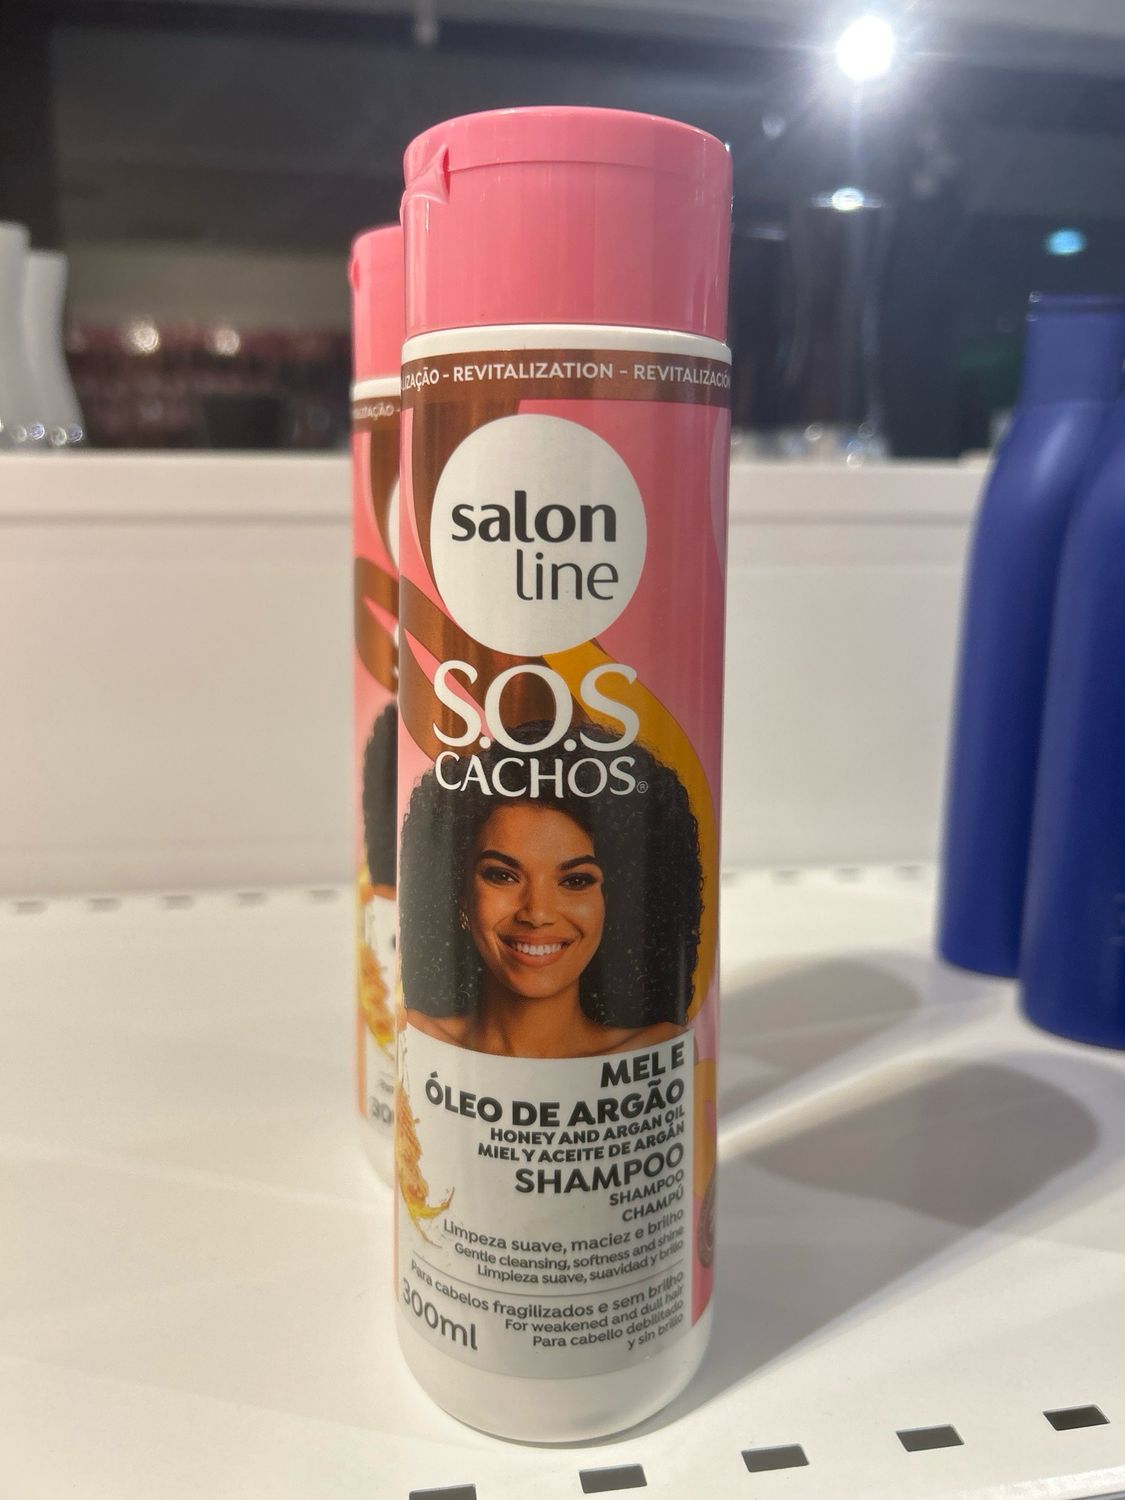 LIZAÇÃO - REVITALIZATION - REVITALIZACIÓN
salon
line
S.O.S
CACHOS®
MEL E
ÓLEO DE ARGÃO
HONEY AND ARGAN OIL
MIEL Y ACEITE DE ARGÁN
SHAMPOO
SHAMPOO
CHAMPÚ
Limpeza suave, maciez e brilho
Gentle cleansing, softness and shine
Limpieza suave, suavidad y brillo
Para cabelos fragilizados e sem brilho
For weakened and dull hair
Para cabello debilitado
y sin brillo
300ml